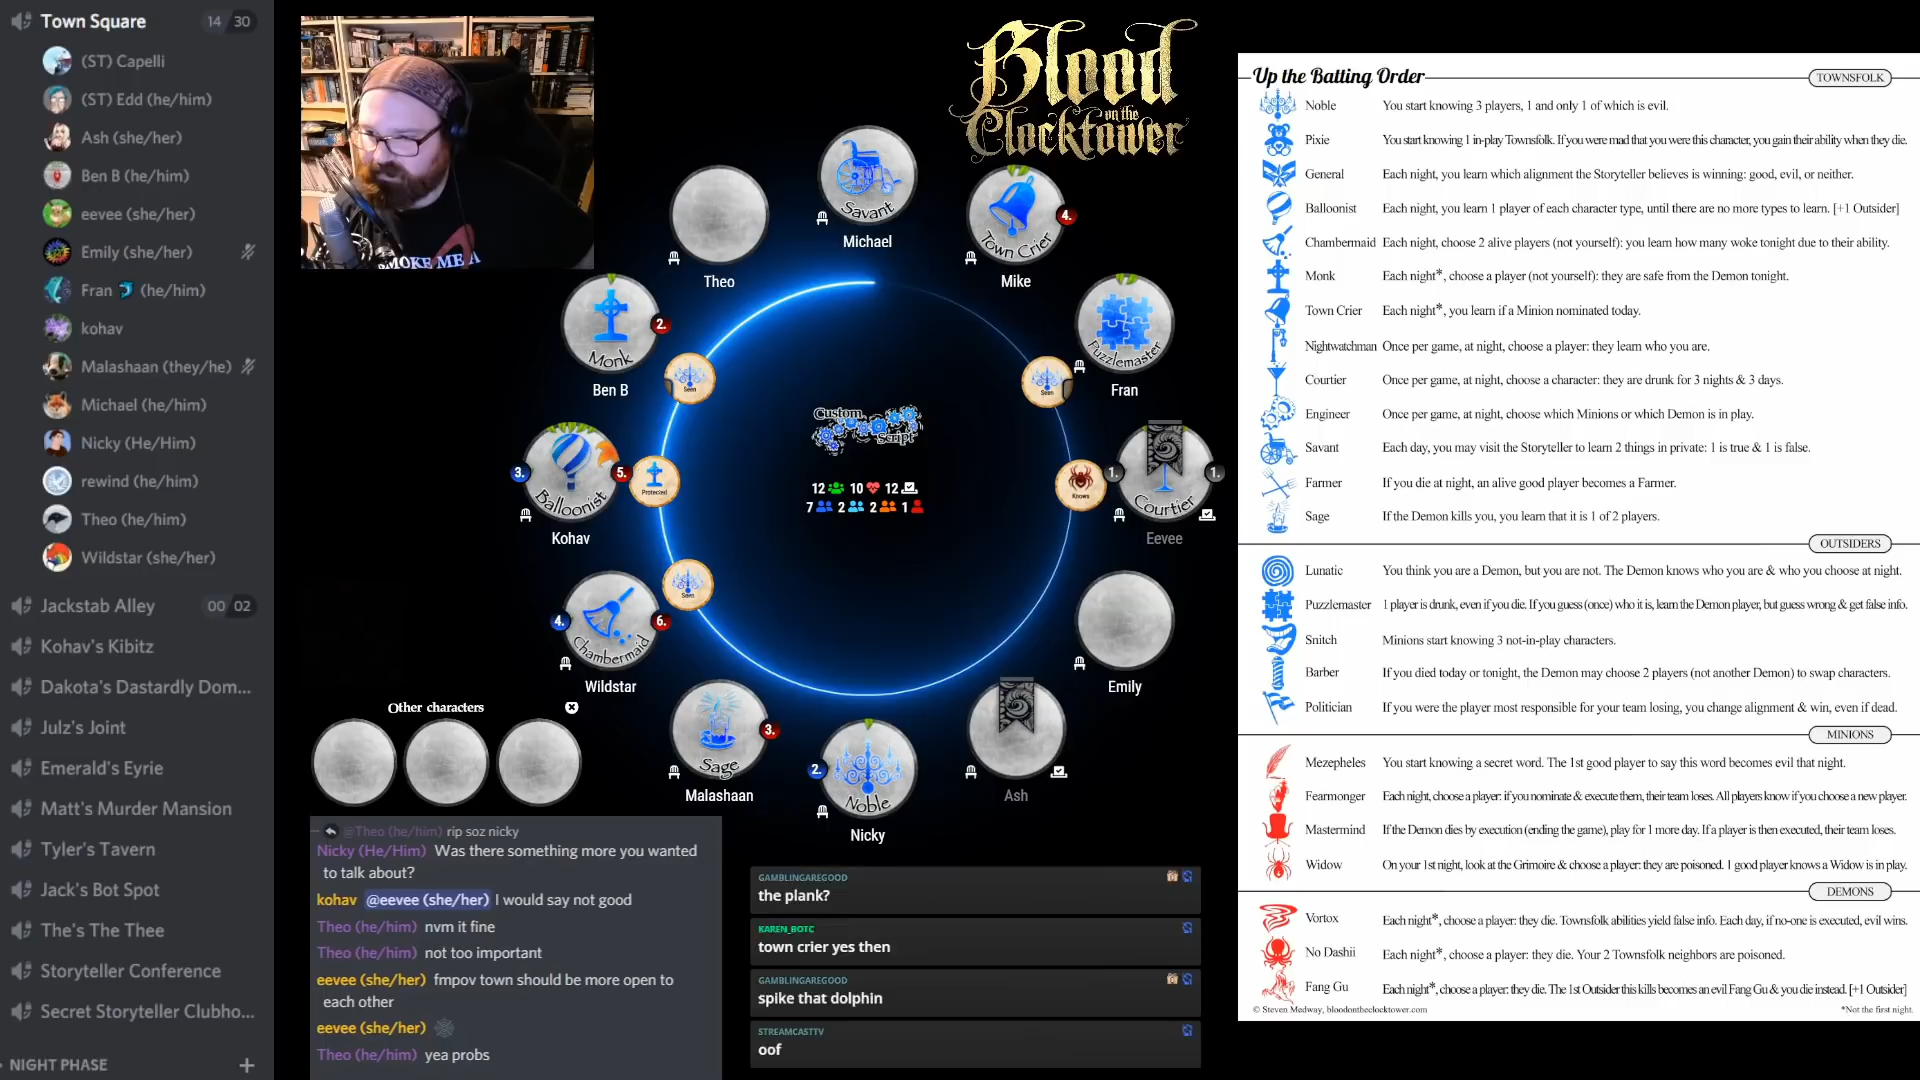 Town Square 14 30
(ST) Capelli
(ST) Edd (he/him)
Ash (she/her)
Ben B (he/him)
eevee (she/her)
Emily (she/her)
Fran (he/him)
kohav
Malashaan (they/he)
Michael (he/him)
Nicky (He/Him)
rewind (he/him)
Theo (he/him)
Wildstar (she/her)
Jackstab Alley 00 02
Kohav's Kibitz
Dakota's Dastardly Dom...
Julz's Joint
Emerald's Eyrie
Matt's Murder Mansion
Tyler's Tavern
Jack's Bot Spot
The's The Thee
Storyteller Conference
Secret Storyteller Clubho...
NIGHT PHASE +
SMOKE ME A
Blood
on the
Clocktower
Savant
Michael
Town Crier
4.
Mike
Theo
Puzzlemaster
Fran
Monk
2.
Ben B
Seen
Seen
Custom
Script
Balloonist
3.
5.
Protected
Kohav
12 10 12
7 2 2 1
Knows
1.
Courtier
1.
Eevee
Chambermaid
4.
6.
Seen
Wildstar
Emily
Sage
3.
Malashaan
2.
Noble
Nicky
Ash
Other characters
@Theo (he/him) rip soz nicky
Nicky (He/Him) Was there something more you wanted
to talk about?
kohav @eevee (she/her) I would say not good
Theo (he/him) nvm it fine
Theo (he/him) not too important
eevee (she/her) fmpov town should be more open to
each other
eevee (she/her)
Theo (he/him) yea probs
GAMBLINGAREGOOD
the plank?
KAREN_BOTC
town crier yes then
GAMBLINGAREGOOD
spike that dolphin
STREAMCASTTV
oof
Up the Batting Order TOWNSFOLK
Noble You start knowing 3 players, 1 and only 1 of which is evil.
Pixie You start knowing 1 in-play Townsfolk. If you were mad that you were this character, you gain their ability when they die.
General Each night, you learn which alignment the Storyteller believes is winning: good, evil, or neither.
Balloonist Each night, you learn 1 player of each character type, until there are no more types to learn. [+1 Outsider]
Chambermaid Each night, choose 2 alive players (not yourself): you learn how many woke tonight due to their ability.
Monk Each night*, choose a player (not yourself): they are safe from the Demon tonight.
Town Crier Each night*, you learn if a Minion nominated today.
Nightwatchman Once per game, at night, choose a player: they learn who you are.
Courtier Once per game, at night, choose a character: they are drunk for 3 nights & 3 days.
Engineer Once per game, at night, choose which Minions or which Demon is in play.
Savant Each day, you may visit the Storyteller to learn 2 things in private: 1 is true & 1 is false.
Farmer If you die at night, an alive good player becomes a Farmer.
Sage If the Demon kills you, you learn that it is 1 of 2 players.
OUTSIDERS
Lunatic You think you are a Demon, but you are not. The Demon knows who you are & who you choose at night.
Puzzlemaster 1 player is drunk, even if you die. If you guess (once) who it is, learn the Demon player, but guess wrong & get false info.
Snitch Minions start knowing 3 not-in-play characters.
Barber If you died today or tonight, the Demon may choose 2 players (not another Demon) to swap characters.
Politician If you were the player most responsible for your team losing, you change alignment & win, even if dead.
MINIONS
Mezepheles You start knowing a secret word. The 1st good player to say this word becomes evil that night.
Fearmonger Each night, choose a player: if you nominate & execute them, their team loses. All players know if you choose a new player.
Mastermind If the Demon dies by execution (ending the game), play for 1 more day. If a player is then executed, their team loses.
Widow On your 1st night, look at the Grimoire & choose a player: they are poisoned. 1 good player knows a Widow is in play.
DEMONS
Vortox Each night*, choose a player: they die. Townsfolk abilities yield false info. Each day, if no-one is executed, evil wins.
No Dashii Each night*, choose a player: they die. Your 2 Townsfolk neighbors are poisoned.
Fang Gu Each night*, choose a player: they die. The 1st Outsider this kills becomes an evil Fang Gu & you die instead. [+1 Outsider]
© Steven Medway, bloodontheclocktower.com *Not the first night.